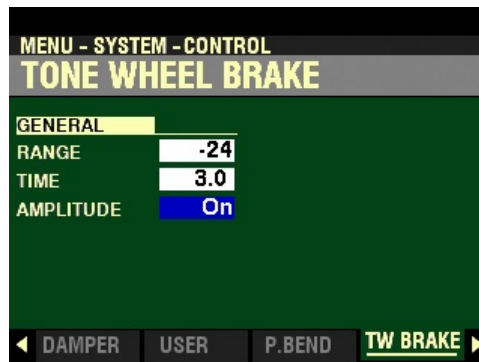 MENU - SYSTEM - CONTROL
TONE WHEEL BRAKE
GENERAL
RANGE -24
TIME 3.0
AMPLITUDE On
DAMPER USER P.BEND TW BRAKE